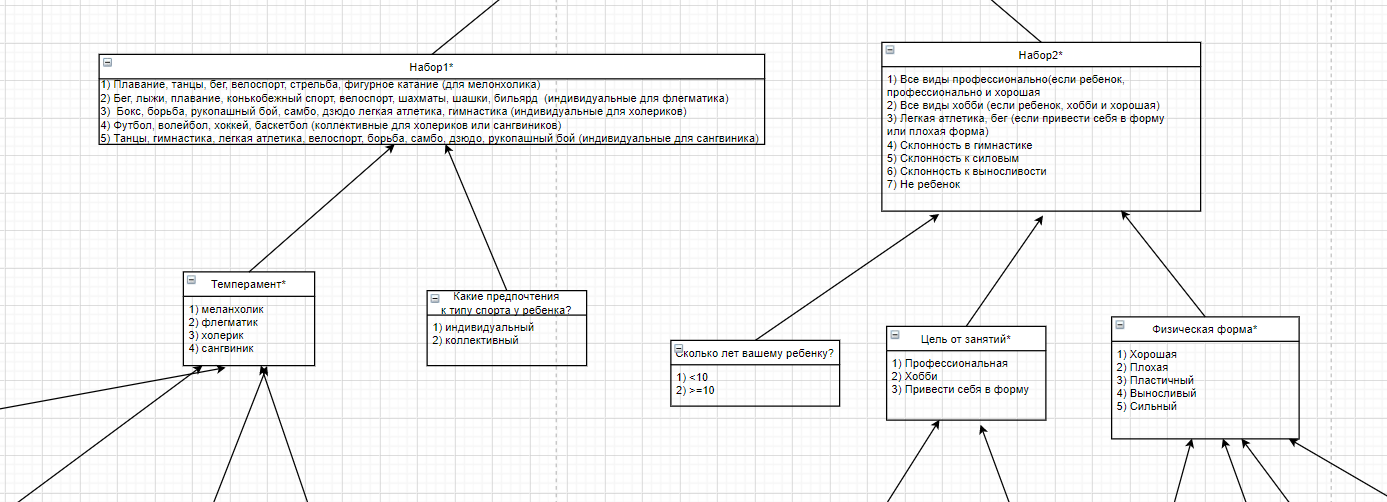 Набор1*
1) Плавание, танцы, бег, велоспорт, стрельба, фигурное катание (для мелонхолика)
2) Бег, лыжи, плавание, конькобежный спорт, велоспорт, шахматы, шашки, бильярд (индивидуальные для флегматика)
3) Бокс, борьба, рукопашный бой, самбо, дзюдо легкая атлетика, гимнастика (индивидуальные для холериков)
4) Футбол, волейбол, хоккей, баскетбол (коллективные для холериков или сангвиников)
5) Танцы, гимнастика, легкая атлетика, велоспорт, борьба, самбо, дзюдо, рукопашный бой (индивидуальные для сангвиника)
Набор2*
1) Все виды профессионально(если ребенок,
профессионально и хорошая
2) Все виды хобби (если ребенок, хобби и хорошая)
3) Легкая атлетика, бег (если привести себя в форму
или плохая форма)
4) Склонность в гимнастике
5) Склонность к силовым
6) Склонность к выносливости
7) Не ребенок
Темперамент*
1) меланхолик
2) флегматик
3) холерик
4) сангвиник
Какие предпочтения
к типу спорта у ребенка?
1) индивидуальный
2) коллективный
Сколько лет вашему ребенку?
1) <10
2) >=10
Цель от занятий*
1) Профессиональная
2) Хобби
3) Привести себя в форму
Физическая форма*
1) Хорошая
2) Плохая
3) Пластичный
4) Выносливый
5) Сильный